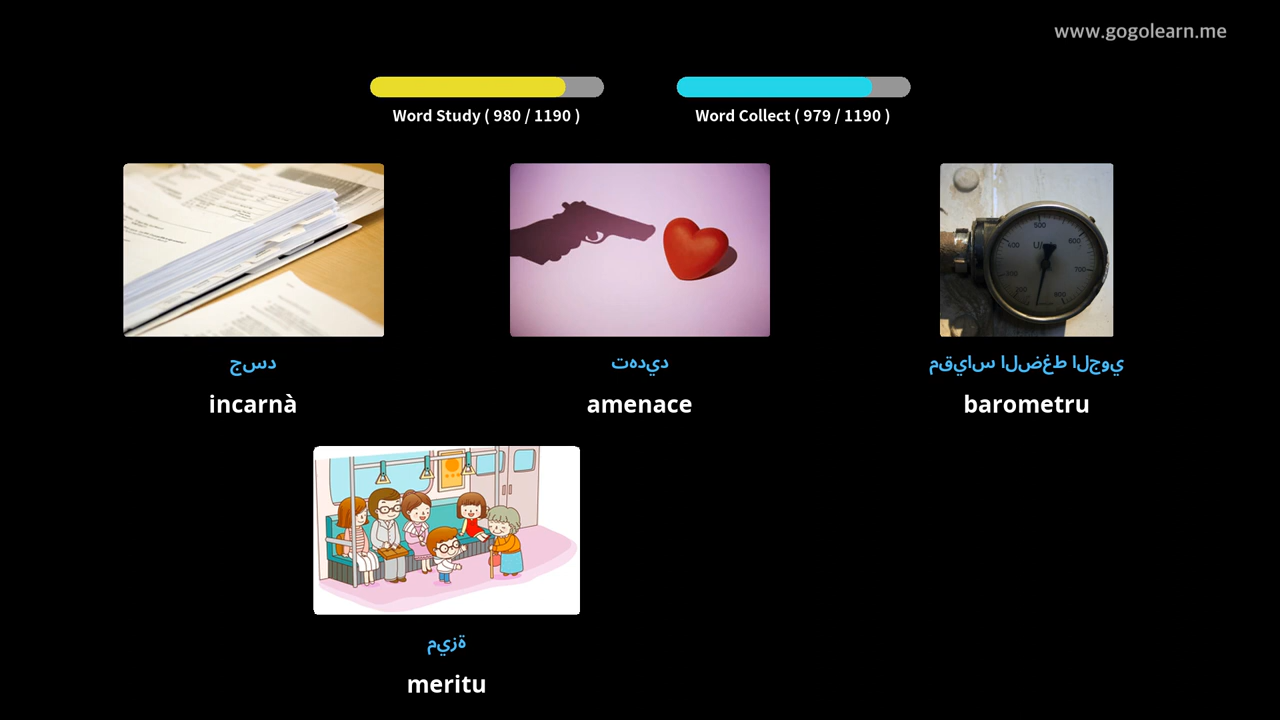 www.gogolearn.me
Word Study ( 980 / 1190 )
Word Collect ( 979 / 1190 )
جسد
تهديد
مقياس الضغط الجوي
incarnà
amenace
barometru
ميزة
meritu